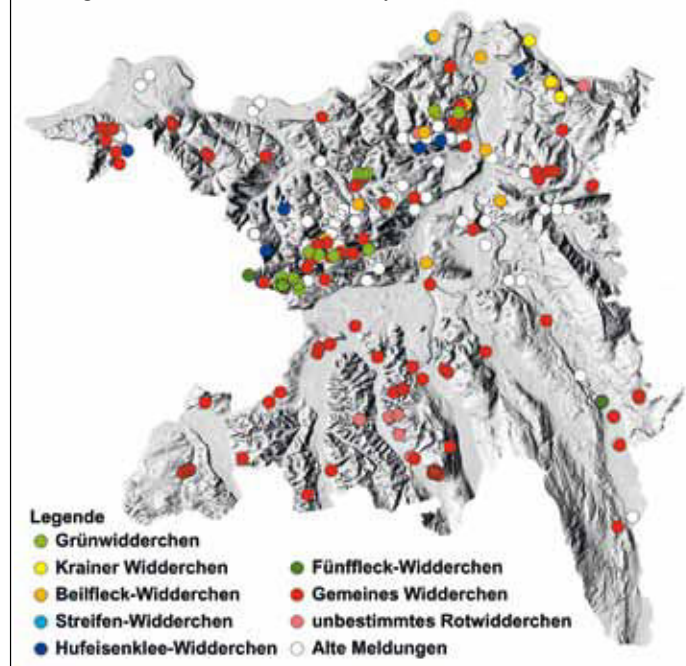 Legende
Grünwidderchen
Krainer Widderchen
Beilfleck-Widderchen
Streifen-Widderchen
Hufeisenklee-Widderchen
Fünffleck-Widderchen
Gemeines Widderchen
unbestimmtes Rotwidderchen
Alte Meldungen